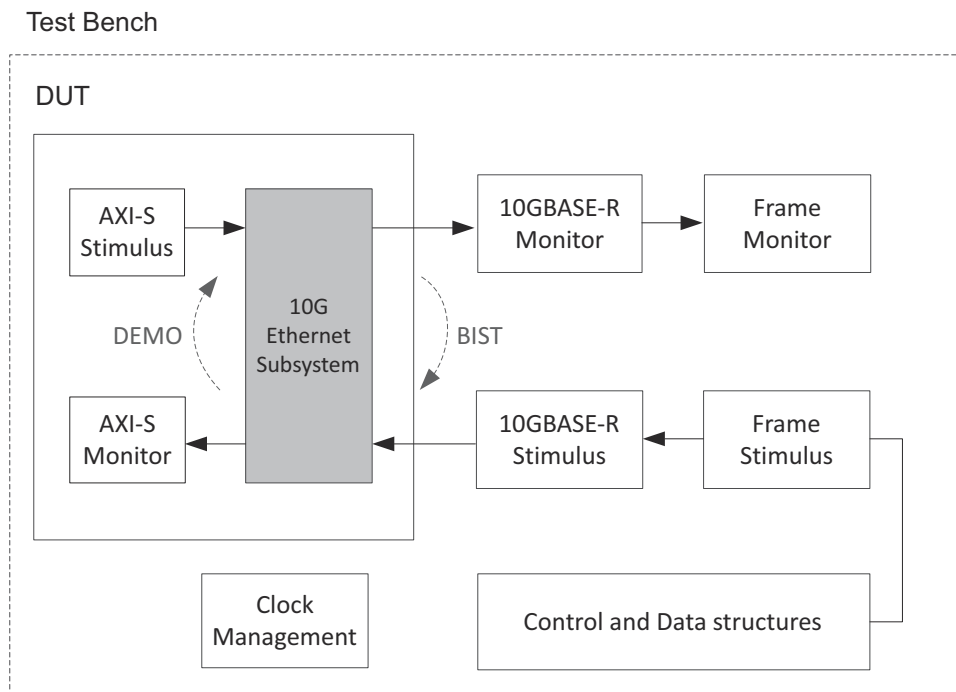 Test Bench
DUT
AXI-S
Stimulus
10GBASE-R
Monitor
Frame
Monitor
10G
Ethernet
Subsystem
DEMO
BIST
AXI-S
Monitor
10GBASE-R
Stimulus
Frame
Stimulus
Clock
Management
Control and Data structures